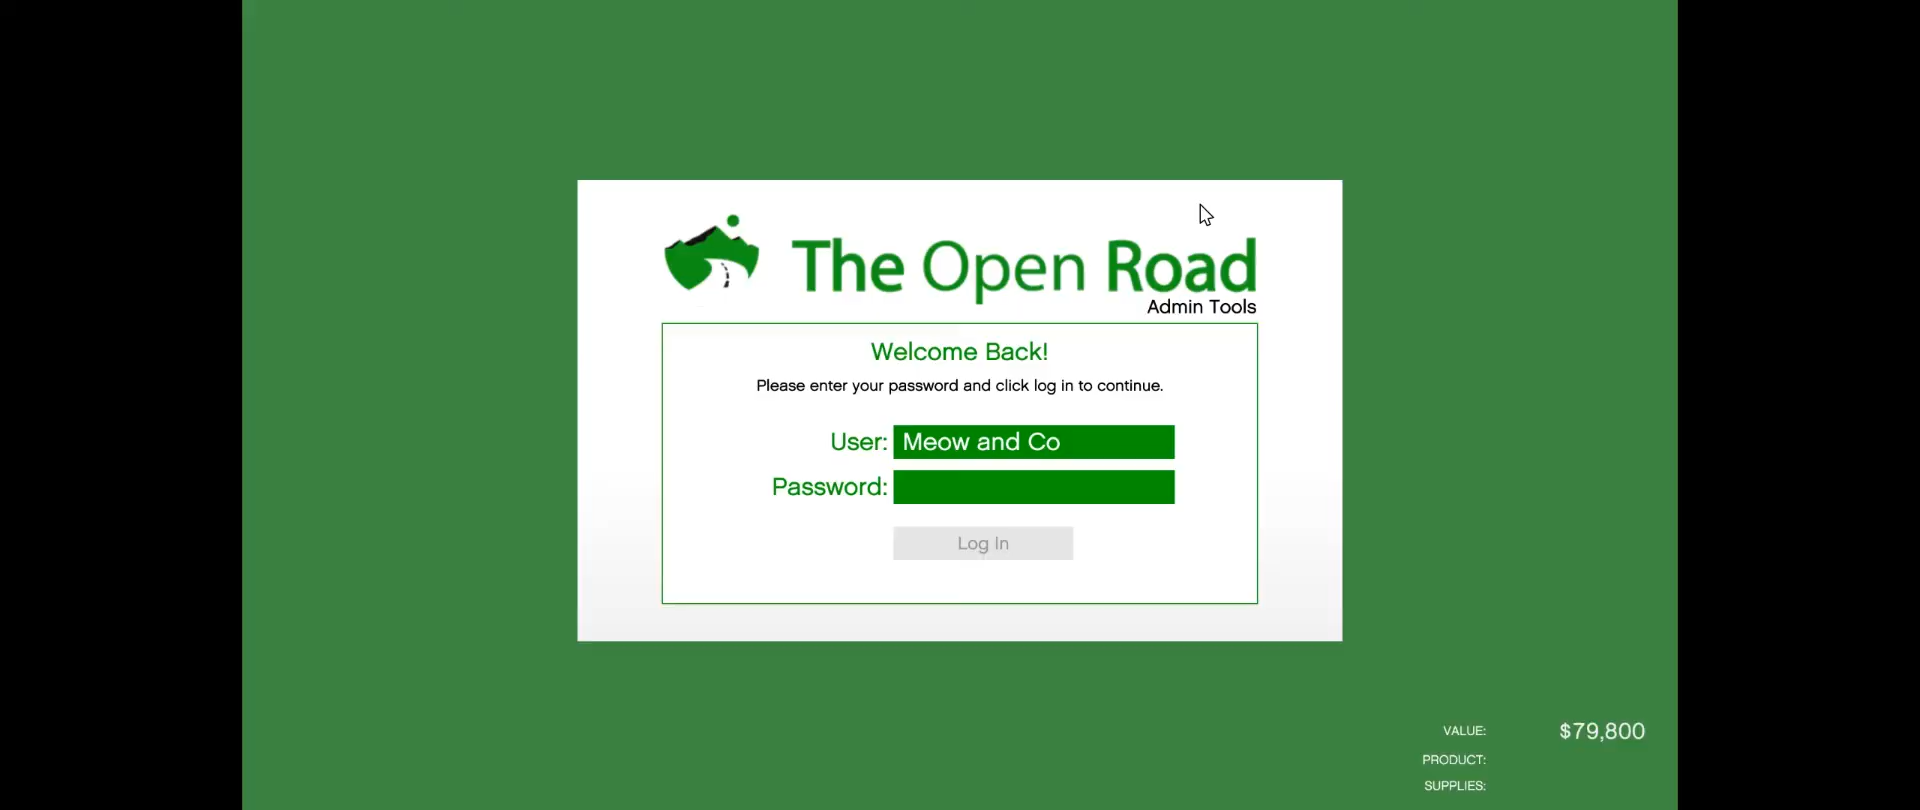 The Open Road
Admin Tools
Welcome Back!
Please enter your password and click log in to continue.
User: Meow and Co
Password:
Log In
VALUE: $79,800
PRODUCT:
SUPPLIES: